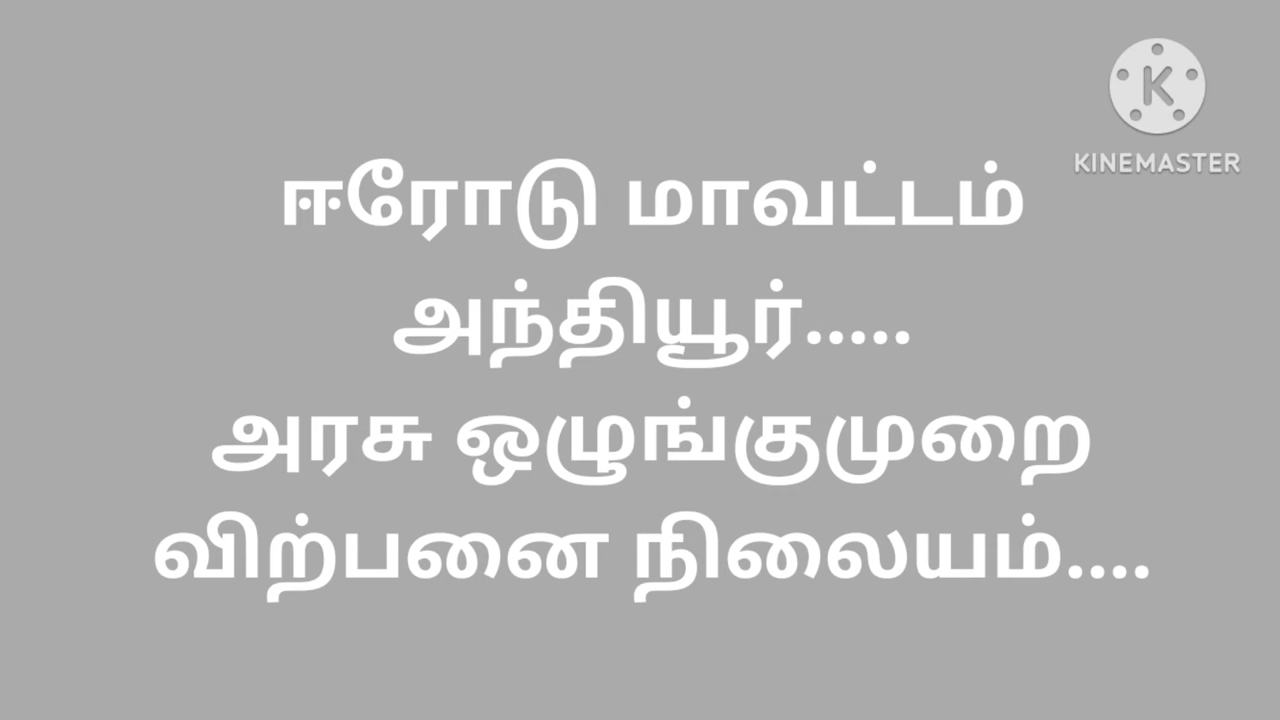 KINEMASTER
ஈரோடு மாவட்டம்
அந்தியூர்.....
அரசு ஒழுங்குமுறை
விற்பனை நிலையம்....